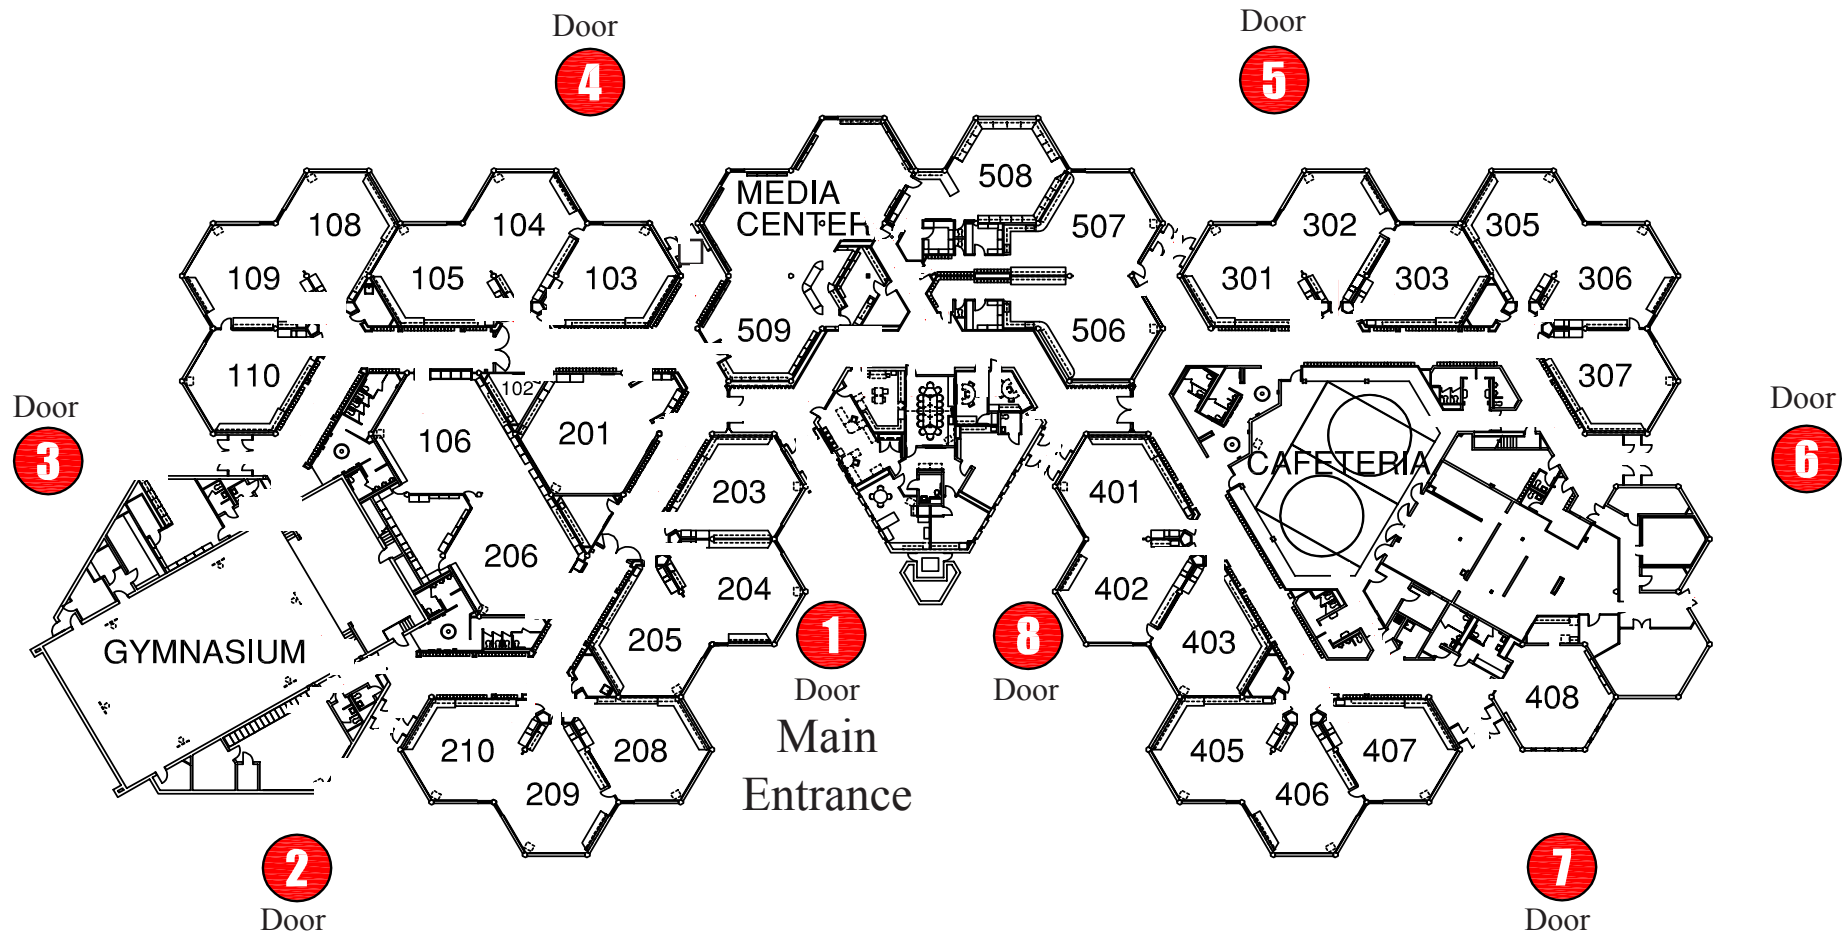 Door
4
Door
5
508
MEDIA
CENTER
108
104
507
302
305
109
105
103
301
303
306
509
506
110
102
307
Door
3
106
201
Door
6
CAFETERIA
203
401
206
204
402
GYMNASIUM
205
1
Door
Main
Entrance
8
Door
403
408
210
208
209
405
407
406
2
Door
7
Door